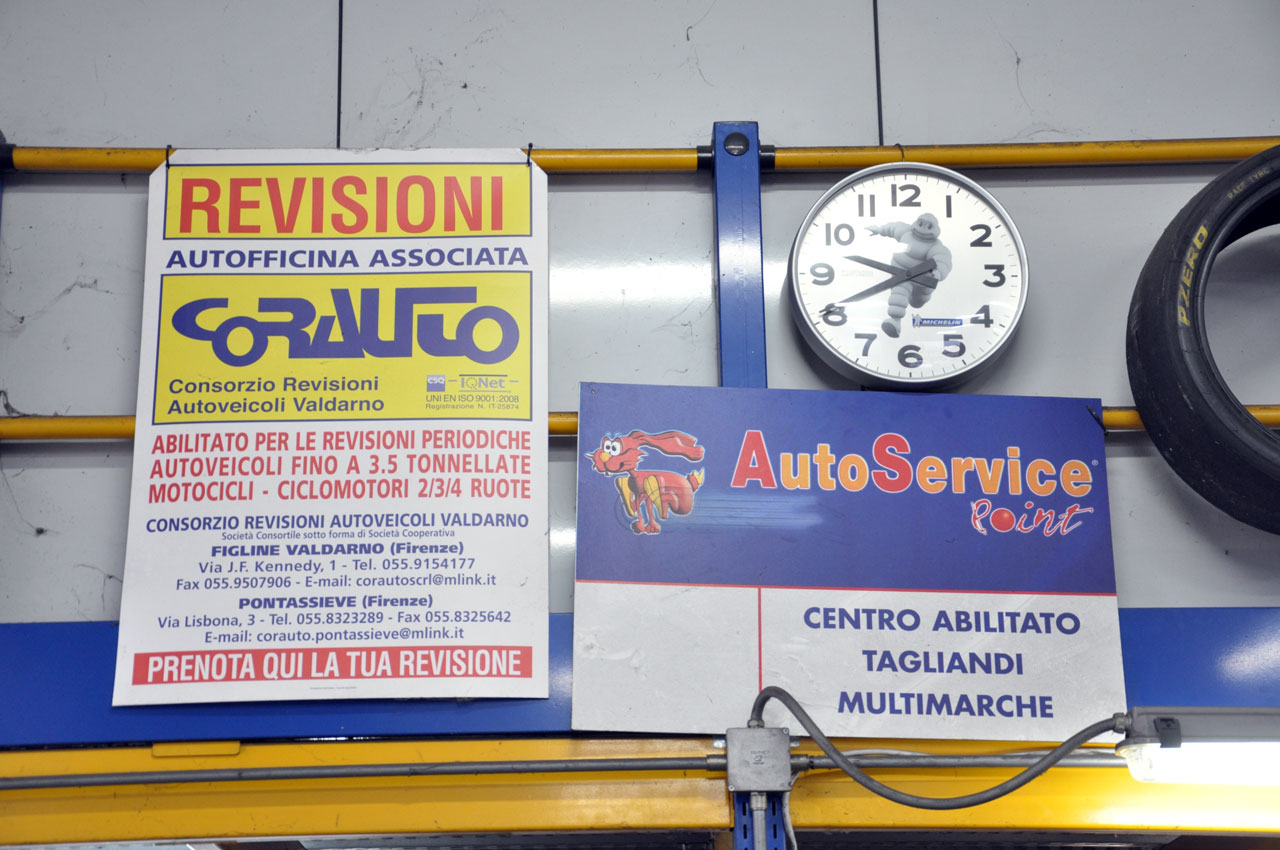 REVISIONI
AUTOFFICINA ASSOCIATA
CORAUTO
Consorzio Revisioni
Autoveicoli Valdarno
CSQ - IQNet -
UNI EN ISO 9001:2008
Registrazione N. IT-25874
ABILITATO PER LE REVISIONI PERIODICHE
AUTOVEICOLI FINO A 3.5 TONNELLATE
MOTOCICLI - CICLOMOTORI 2/3/4 RUOTE
CONSORZIO REVISIONI AUTOVEICOLI VALDARNO
Società Consortile sotto forma di Società Cooperativa
FIGLINE VALDARNO (Firenze)
Via J.F. Kennedy, 1 - Tel. 055.9154177
Fax 055.9507906 - E-mail: corautoscrl@mlink.it
PONTASSIEVE (Firenze)
Via Lisbona, 3 - Tel. 055.8323289 - Fax 055.8325642
E-mail: corauto.pontassieve@mlink.it
PRENOTA QUI LA TUA REVISIONE
12
11 1
10 2
9 3
8 4
7 5
6
MICHELIN
PZERO
AutoService®
Point
CENTRO ABILITATO
TAGLIANDI
MULTIMARCHE